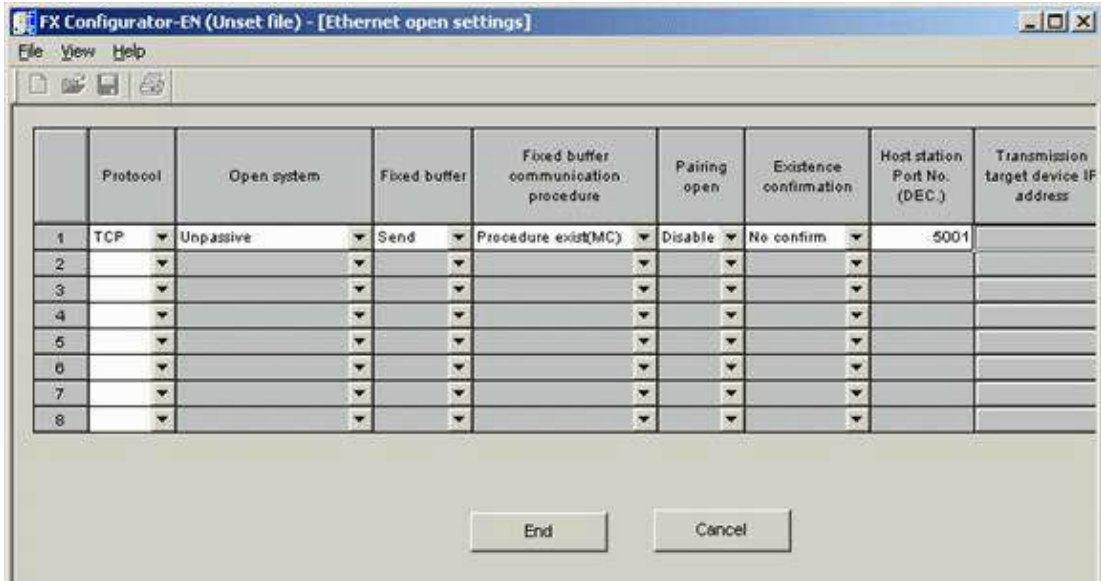 FX Configurator-EN (Unset file) - [Ethernet open settings]
File View Help
Protocol
Open system
Fixed buffer
Fixed buffer
communication
procedure
Pairing
open
Existence
confirmation
Host station
Port No.
(DEC.)
Transmission
target device IP
address
1 TCP Unpassive Send Procedure exist(MC) Disable No confirm 5001
2
3
4
5
6
7
8
End Cancel